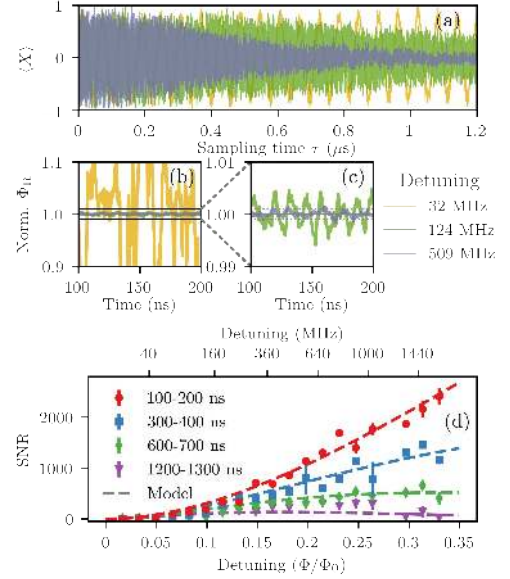 1
0
1
⟨X⟩
(a)
0 0.2 0.4 0.6 0.8 1 1.2
Sampling time τ (μs)
1.1
1.0
0.9
Norm.
(b)
1.01
1.00
0.99
(c)
100 150 200
Time (ns)
100 150 200
Time (ns)
Detuning
32 MHz
124 MHz
509 MHz
Detuning (MHz)
40 160 360 640 1000 1440
2000
1000
0
SNR
100-200 ns
300-400 ns
600-700 ns
1200-1300 ns
Model
(d)
0 0.05 0.1 0.15 0.2 0.25 0.3 0.35
Detuning (Φ/Φ0)